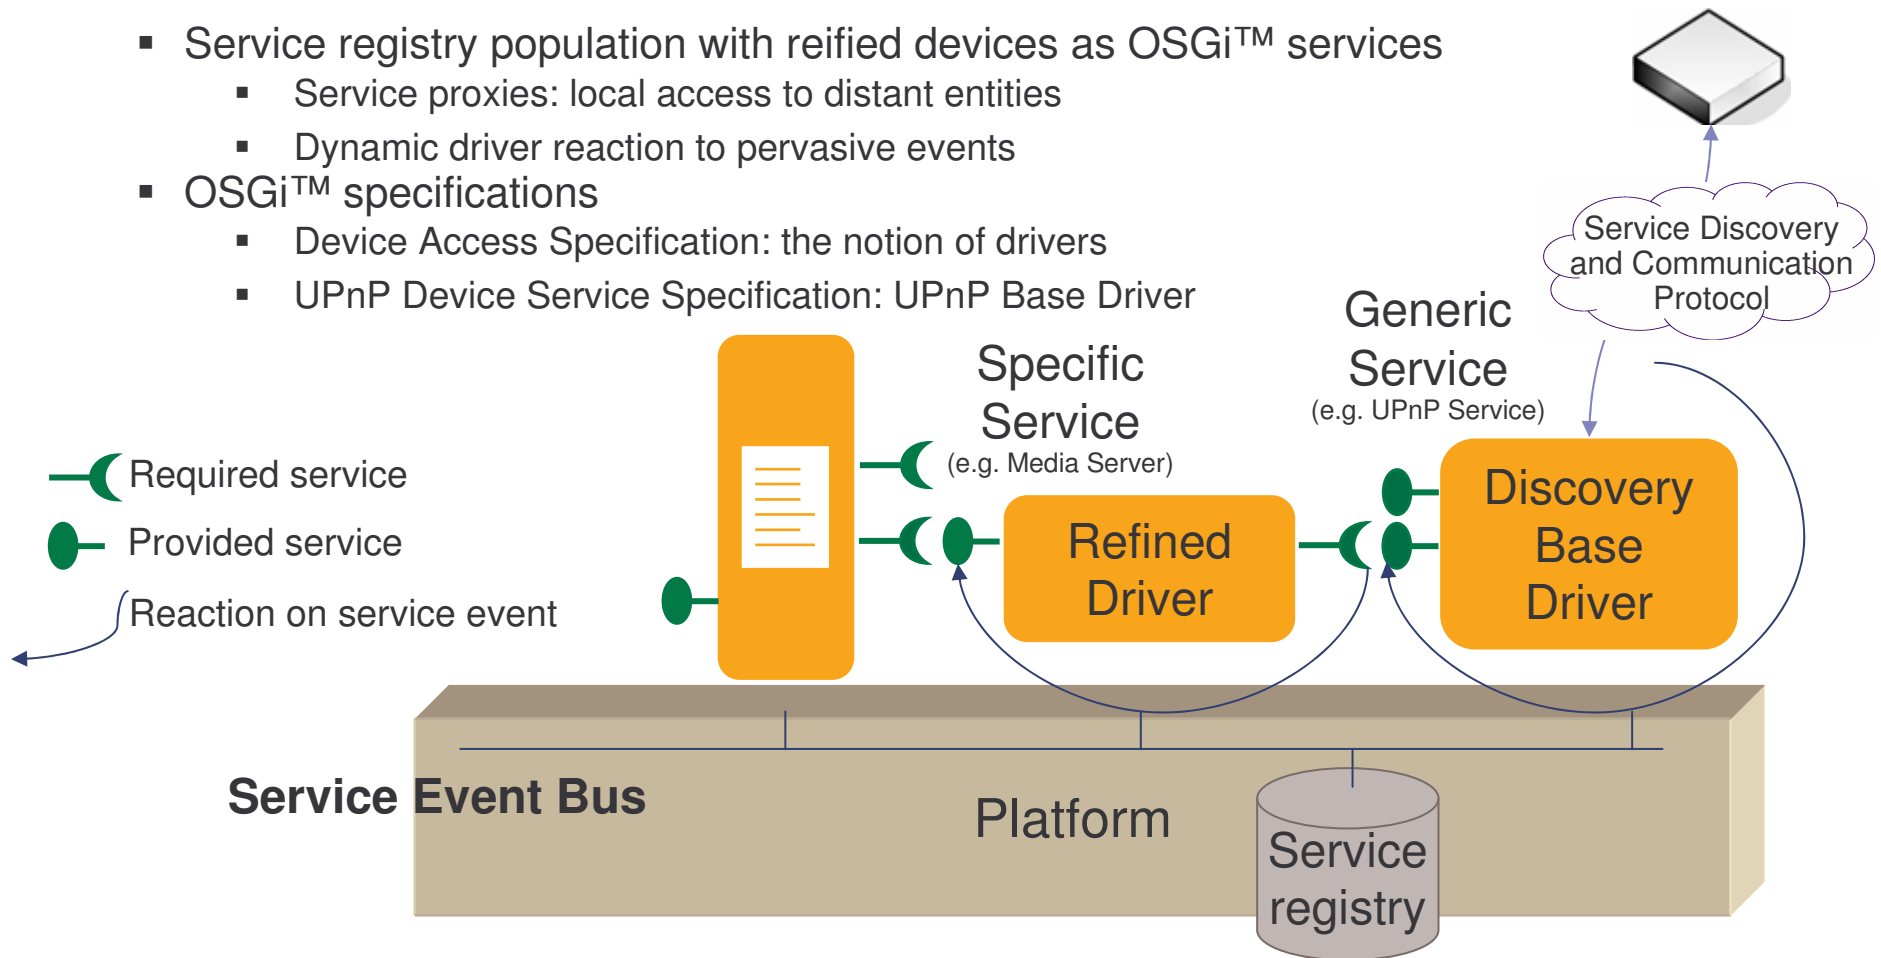 ▪ Service registry population with reified devices as OSGi™ services
▪ Service proxies: local access to distant entities
▪ Dynamic driver reaction to pervasive events
▪ OSGi™ specifications
▪ Device Access Specification: the notion of drivers
▪ UPnP Device Service Specification: UPnP Base Driver
Service Discovery
and Communication
Protocol
Generic
Service
(e.g. UPnP Service)
Specific
Service
(e.g. Media Server)
Required service
Provided service
Reaction on service event
Refined
Driver
Discovery
Base
Driver
Service Event Bus
Platform
Service
registry